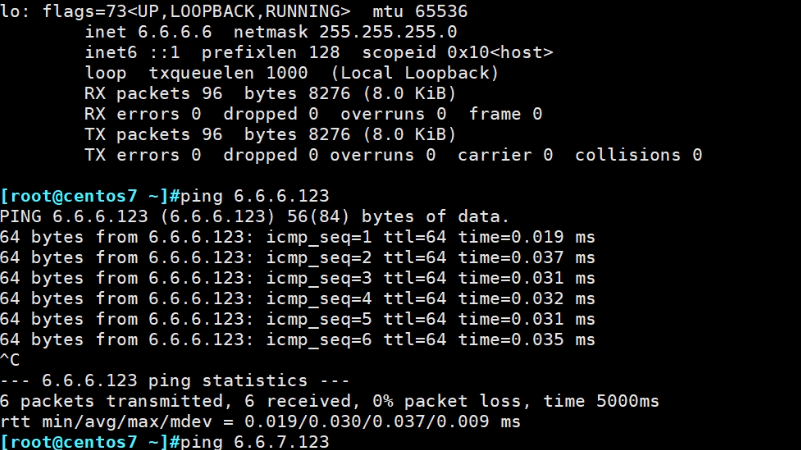 lo: flags=73<UP,LOOPBACK,RUNNING>  mtu 65536
        inet 6.6.6.6  netmask 255.255.255.0
        inet6 ::1  prefixlen 128  scopeid 0x10<host>
        loop  txqueuelen 1000  (Local Loopback)
        RX packets 96  bytes 8276 (8.0 KiB)
        RX errors 0  dropped 0  overruns 0  frame 0
        TX packets 96  bytes 8276 (8.0 KiB)
        TX errors 0  dropped 0 overruns 0  carrier 0  collisions 0
[root@centos7 ~]#ping 6.6.6.123
PING 6.6.6.123 (6.6.6.123) 56(84) bytes of data.
64 bytes from 6.6.6.123: icmp_seq=1 ttl=64 time=0.019 ms
64 bytes from 6.6.6.123: icmp_seq=2 ttl=64 time=0.037 ms
64 bytes from 6.6.6.123: icmp_seq=3 ttl=64 time=0.031 ms
64 bytes from 6.6.6.123: icmp_seq=4 ttl=64 time=0.032 ms
64 bytes from 6.6.6.123: icmp_seq=5 ttl=64 time=0.031 ms
64 bytes from 6.6.6.123: icmp_seq=6 ttl=64 time=0.035 ms
^C
--- 6.6.6.123 ping statistics ---
6 packets transmitted, 6 received, 0% packet loss, time 5000ms
rtt min/avg/max/mdev = 0.019/0.030/0.037/0.009 ms
[root@centos7 ~]#ping 6.6.7.123